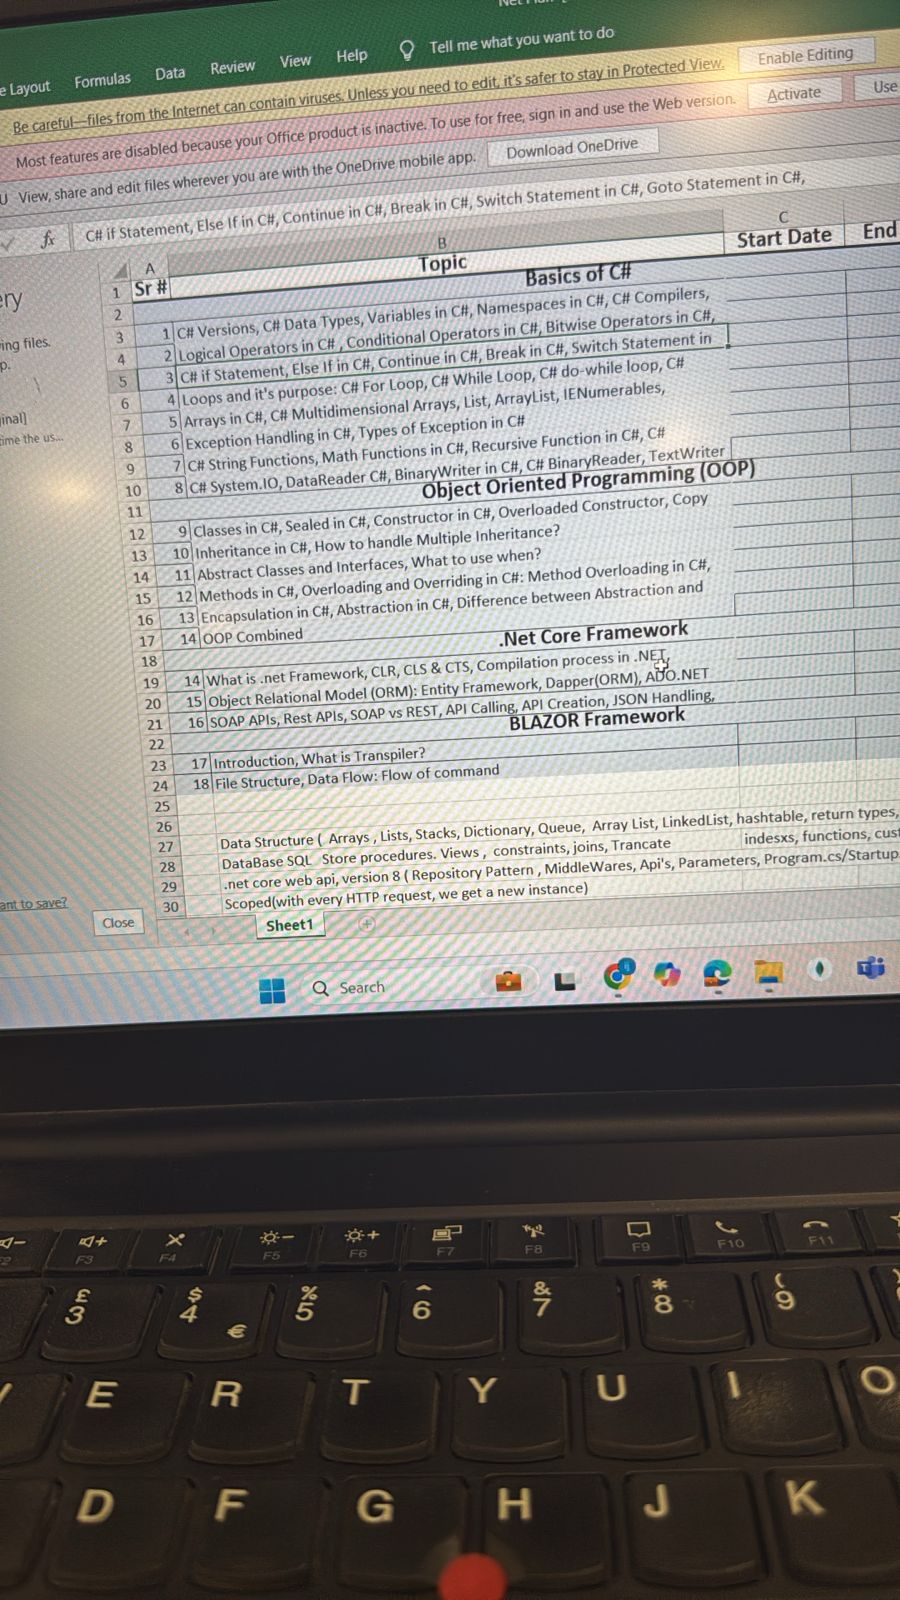 e Layout Formulas Data Review View Help Tell me what you want to do
Be careful—files from the Internet can contain viruses. Unless you need to edit, it's safer to stay in Protected View. Enable Editing
Most features are disabled because your Office product is inactive. To use for free, sign in and use the Web version. Activate Use
View, share and edit files wherever you are with the OneDrive mobile app. Download OneDrive
fx C# if Statement, Else If in C#, Continue in C#, Break in C#, Switch Statement in C#, Goto Statement in C#,
A B C
1 Sr # Topic Start Date End
2 Basics of C#
3 1 C# Versions, C# Data Types, Variables in C#, Namespaces in C#, C# Compilers,
4 2 Logical Operators in C# , Conditional Operators in C#, Bitwise Operators in C#,
5 3 C# if Statement, Else If in C#, Continue in C#, Break in C#, Switch Statement in
6 4 Loops and it's purpose: C# For Loop, C# While Loop, C# do-while loop, C#
7 5 Arrays in C#, C# Multidimensional Arrays, List, ArrayList, IENumerables,
8 6 Exception Handling in C#, Types of Exception in C#
9 7 C# String Functions, Math Functions in C#, Recursive Function in C#, C#
10 8 C# System.IO, DataReader C#, BinaryWriter in C#, C# BinaryReader, TextWriter
11 Object Oriented Programming (OOP)
12 9 Classes in C#, Sealed in C#, Constructor in C#, Overloaded Constructor, Copy
13 10 Inheritance in C#, How to handle Multiple Inheritance?
14 11 Abstract Classes and Interfaces, What to use when?
15 12 Methods in C#, Overloading and Overriding in C#: Method Overloading in C#,
16 13 Encapsulation in C#, Abstraction in C#, Difference between Abstraction and
17 14 OOP Combined
18 .Net Core Framework
19 14 What is .net Framework, CLR, CLS & CTS, Compilation process in .NET,
20 15 Object Relational Model (ORM): Entity Framework, Dapper(ORM), ADO.NET
21 16 SOAP APIs, Rest APIs, SOAP vs REST, API Calling, API Creation, JSON Handling,
22 BLAZOR Framework
23 17 Introduction, What is Transpiler?
24 18 File Structure, Data Flow: Flow of command
25
26
27 Data Structure ( Arrays , Lists, Stacks, Dictionary, Queue, Array List, LinkedList, hashtable, return types,
28 DataBase SQL Store procedures. Views , constraints, joins, Trancate indesxs, functions, cust
29 .net core web api, version 8 ( Repository Pattern , MiddleWares, Api's, Parameters, Program.cs/Startup
30 Scoped(with every HTTP request, we get a new instance)
ery
ing files.
p.
inal]
ime the us...
ant to save?
Close
Sheet1
Search
F3 F4 F5 F6 F7 F8 F9 F10 F11
£ $ % ^ & * (
3 4 € 5 6 7 8 9
E R T Y U I O
D F G H J K